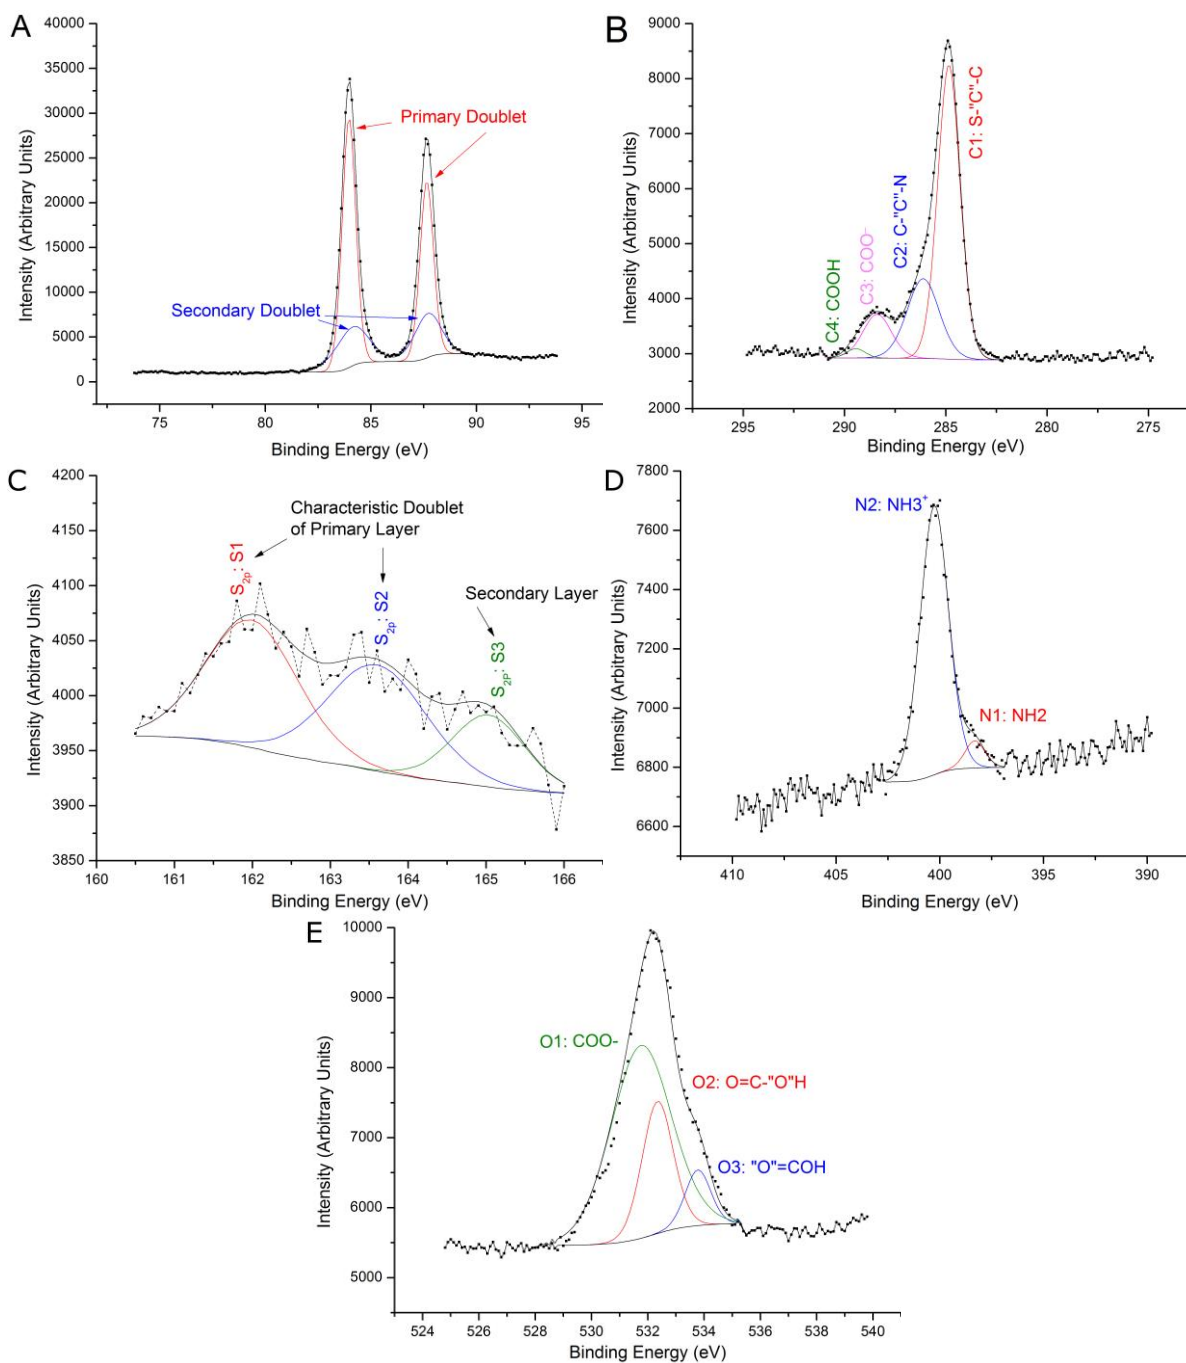 A
40000
35000
30000
25000
20000
15000
10000
5000
0
Intensity (Arbitrary Units)
Primary Doublet
Secondary Doublet
75
80
85
90
95
Binding Energy (eV)
B
9000
8000
7000
6000
5000
4000
3000
2000
Intensity (Arbitrary Units)
C4: COOH
C3: COO-
C2: C-"C"-N
C1: S-"C"-C
295
290
285
280
275
Binding Energy (eV)
C
4200
4150
4100
4050
4000
3950
3900
3850
Intensity (Arbitrary Units)
Characteristic Doublet
of Primary Layer
Secondary Layer
S2p: S1
S2p: S2
S2P: S3
160
161
162
163
164
165
166
Binding Energy (eV)
D
7800
7600
7400
7200
7000
6800
6600
Intensity (Arbitrary Units)
N2: NH3+
N1: NH2
410
405
400
395
390
Binding Energy (eV)
E
10000
9000
8000
7000
6000
5000
Intensity (Arbitrary Units)
O1: COO-
O2: O=C-"O"H
O3: "O"=COH
524
526
528
530
532
534
536
538
540
Binding Energy (eV)